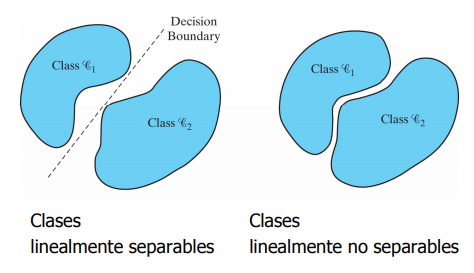 Decision
Boundary
Class 𝒞1
Class 𝒞2
Class 𝒞1
Class 𝒞2
Clases
linealmente separables
Clases
linealmente no separables